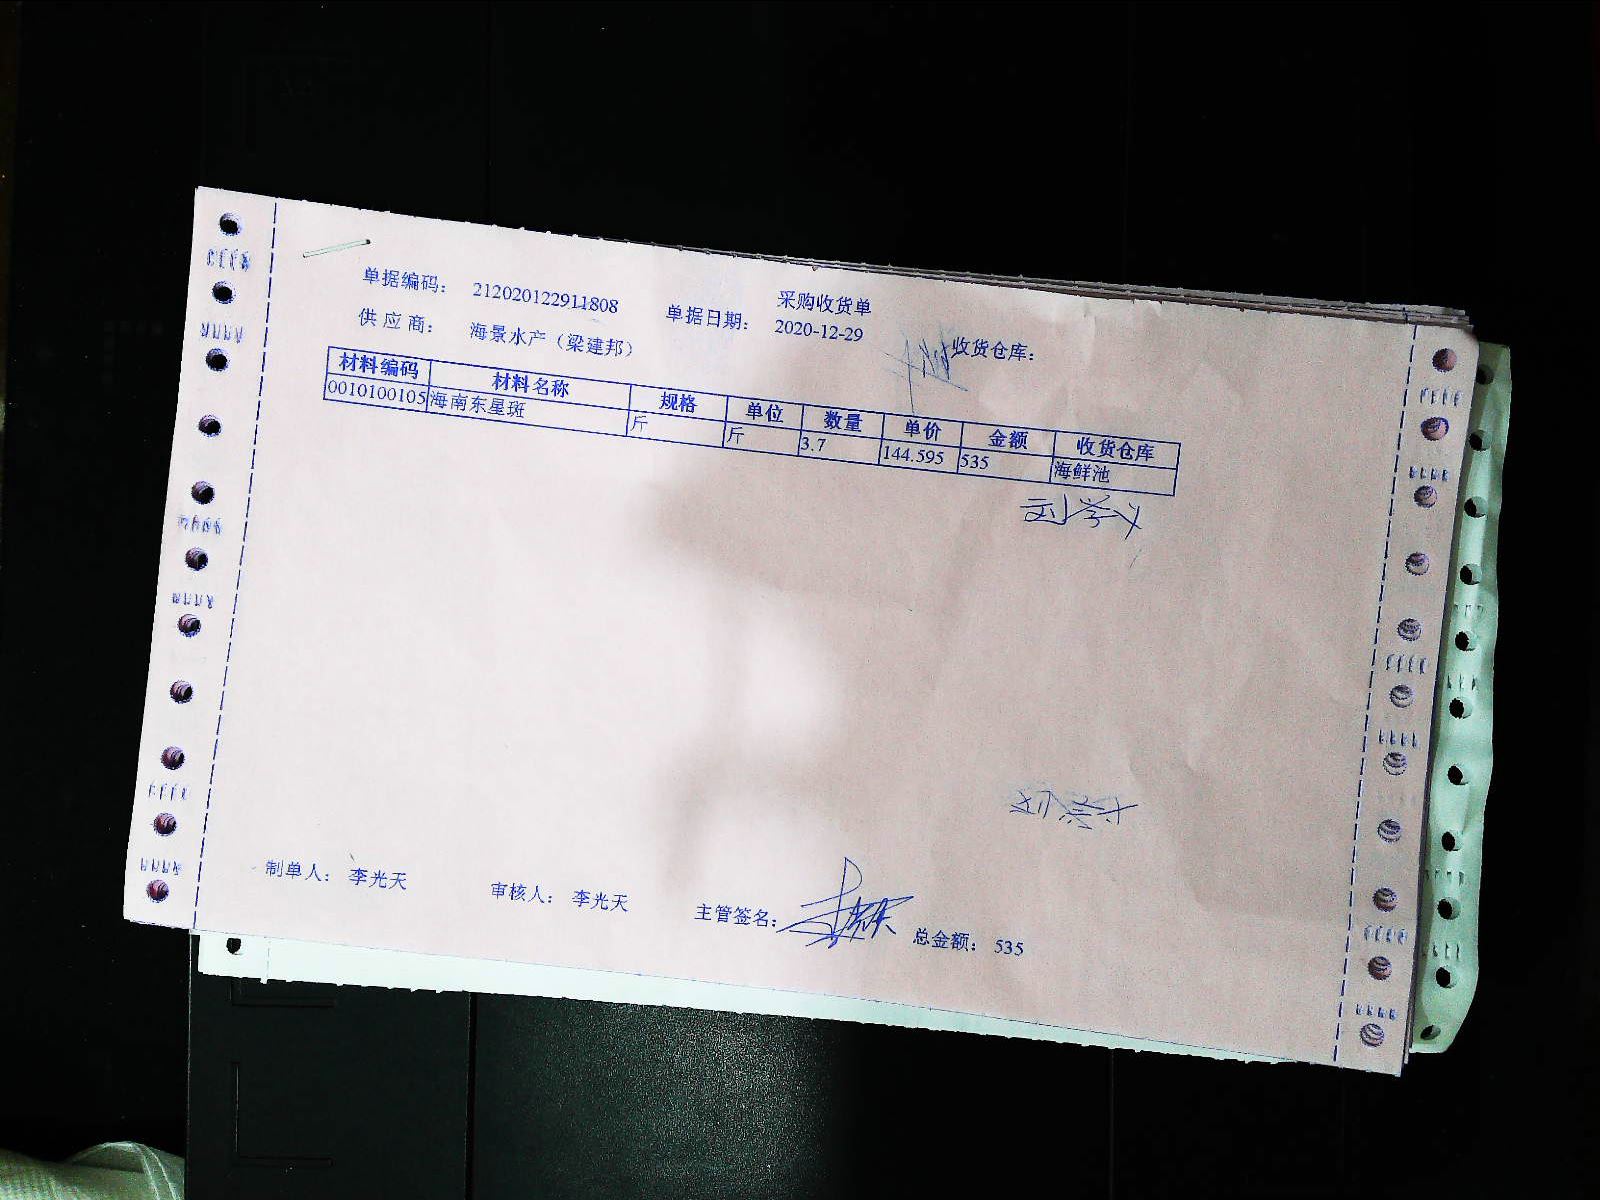 采购收货单
单据编码： 212020122911808 单据日期： 2020-12-29 收货仓库：
供 应 商： 海景水产（梁建邦）
材料编码 材料名称 规格 单位 数量 单价 金额 收货仓库
0010100105 海南东星斑 斤 斤 3.7 144.595 535 海鲜池
刘学义
制单人： 李光天 审核人： 李光天 主管签名： 总金额： 535